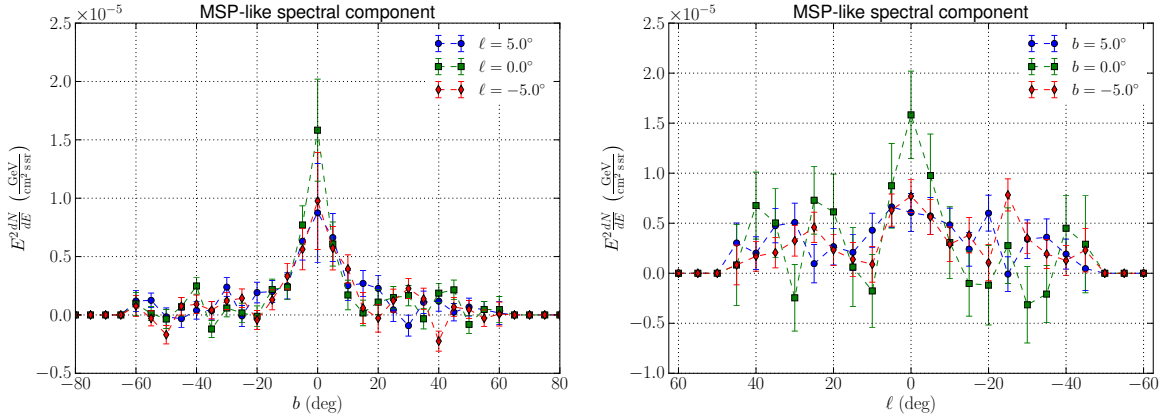 MSP-like spectral component
×10⁻⁵
2.5
2.0
1.5
1.0
0.5
0.0
−0.5
E² dN/dE (GeV / cm² s sr)
−80 −60 −40 −20 0 20 40 60 80
b (deg)
ℓ = 5.0°
ℓ = 0.0°
ℓ = −5.0°
MSP-like spectral component
×10⁻⁵
2.5
2.0
1.5
1.0
0.5
0.0
−0.5
−1.0
E² dN/dE (GeV / cm² s sr)
60 40 20 0 −20 −40 −60
ℓ (deg)
b = 5.0°
b = 0.0°
b = −5.0°